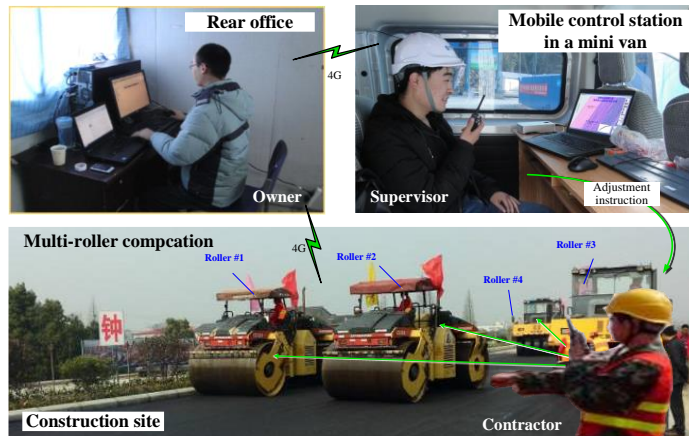 Rear office
Mobile control station
in a mini van
4G
Owner
Supervisor
Adjustment
instruction
Multi-roller compcation
4G
Roller #1
Roller #2
Roller #3
Roller #4
钟
Construction site
Contractor